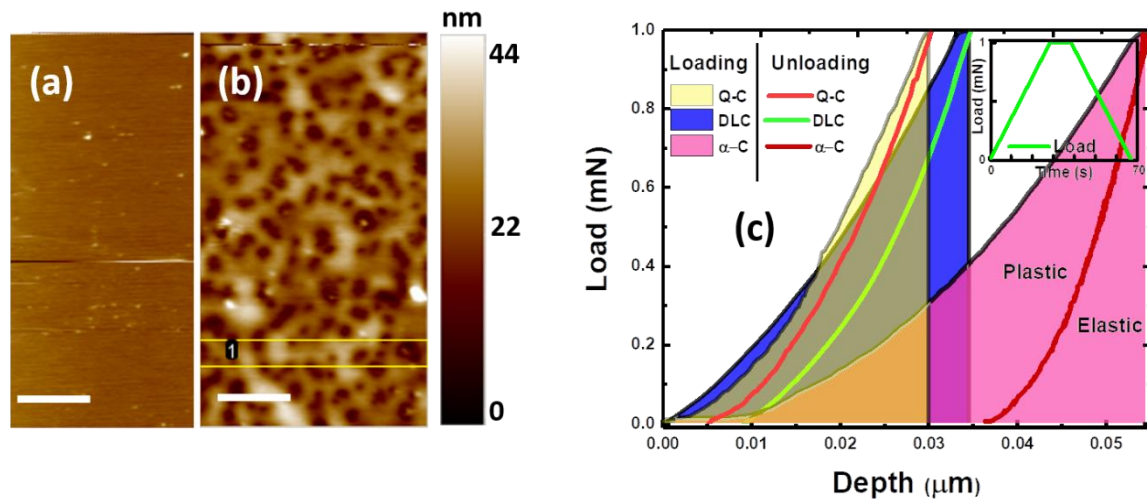 (a)
(b)
1
nm
44
22
0
(c)
Load (mN)
1.0
0.8
0.6
0.4
0.2
0.0
0.00 0.01 0.02 0.03 0.04 0.05
Depth (μm)
Loading Unloading
Q-C Q-C
DLC DLC
α−C α−C
Plastic
Elastic
Load (mN)
1
0
Load
0 70
Time (s)